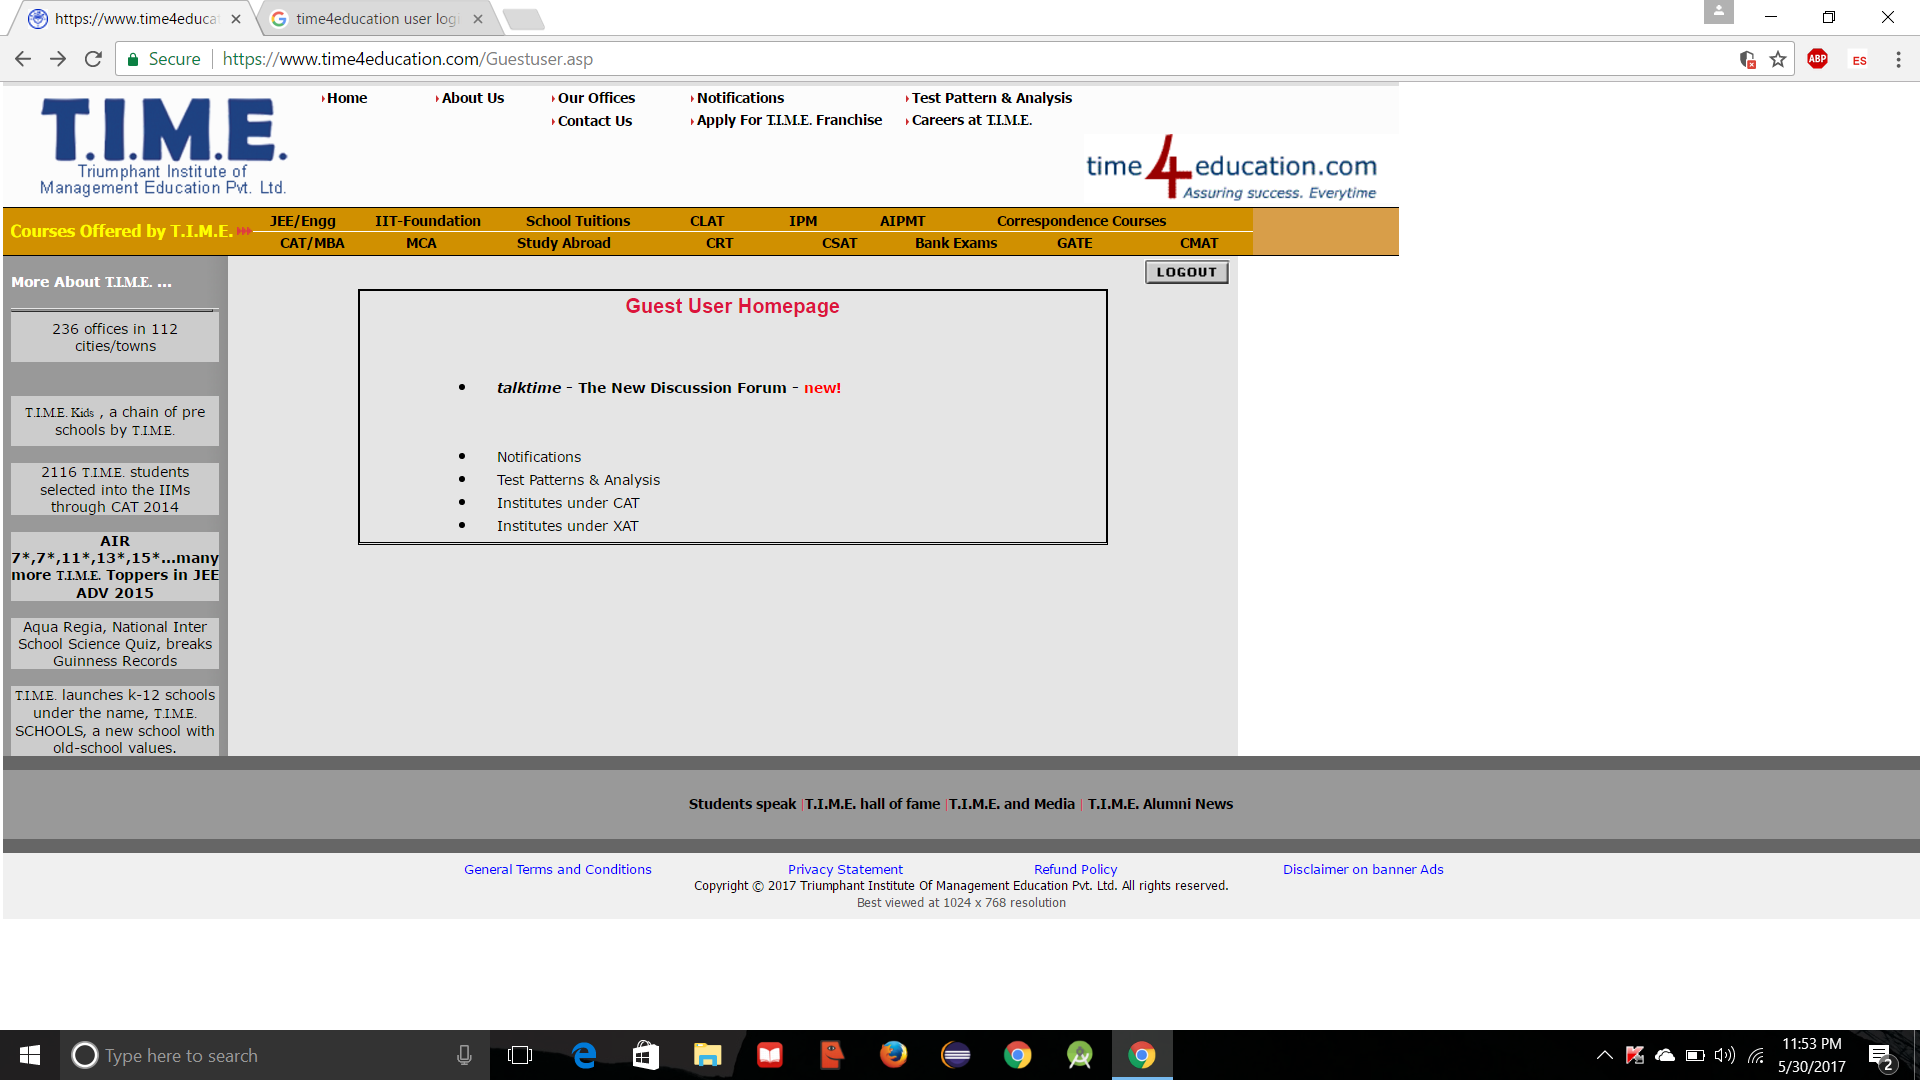 https://www.time4educat
time4education user logi
Secure
https://www.time4education.com/Guestuser.asp
ABP
ES
T.I.M.E.
Triumphant Institute of
Management Education Pvt. Ltd.
Home
About Us
Our Offices
Notifications
Test Pattern & Analysis
Contact Us
Apply For T.I.M.E. Franchise
Careers at T.I.M.E.
time4education.com
Assuring success. Everytime
Courses Offered by T.I.M.E.
JEE/Engg
IIT-Foundation
School Tuitions
CLAT
IPM
AIPMT
Correspondence Courses
CAT/MBA
MCA
Study Abroad
CRT
CSAT
Bank Exams
GATE
CMAT
More About T.I.M.E. ...
236 offices in 112
cities/towns
T.I.M.E. Kids , a chain of pre
schools by T.I.M.E.
2116 T.I.M.E. students
selected into the IIMs
through CAT 2014
AIR
7*,7*,11*,13*,15*...many
more T.I.M.E. Toppers in JEE
ADV 2015
Aqua Regia, National Inter
School Science Quiz, breaks
Guinness Records
T.I.M.E. launches k-12 schools
under the name, T.I.M.E.
SCHOOLS, a new school with
old-school values.
LOGOUT
Guest User Homepage
talktime - The New Discussion Forum - new!
Notifications
Test Patterns & Analysis
Institutes under CAT
Institutes under XAT
Students speak | T.I.M.E. hall of fame | T.I.M.E. and Media | T.I.M.E. Alumni News
General Terms and Conditions
Privacy Statement
Refund Policy
Disclaimer on banner Ads
Copyright © 2017 Triumphant Institute Of Management Education Pvt. Ltd. All rights reserved.
Best viewed at 1024 x 768 resolution
Type here to search
11:53 PM
5/30/2017
2